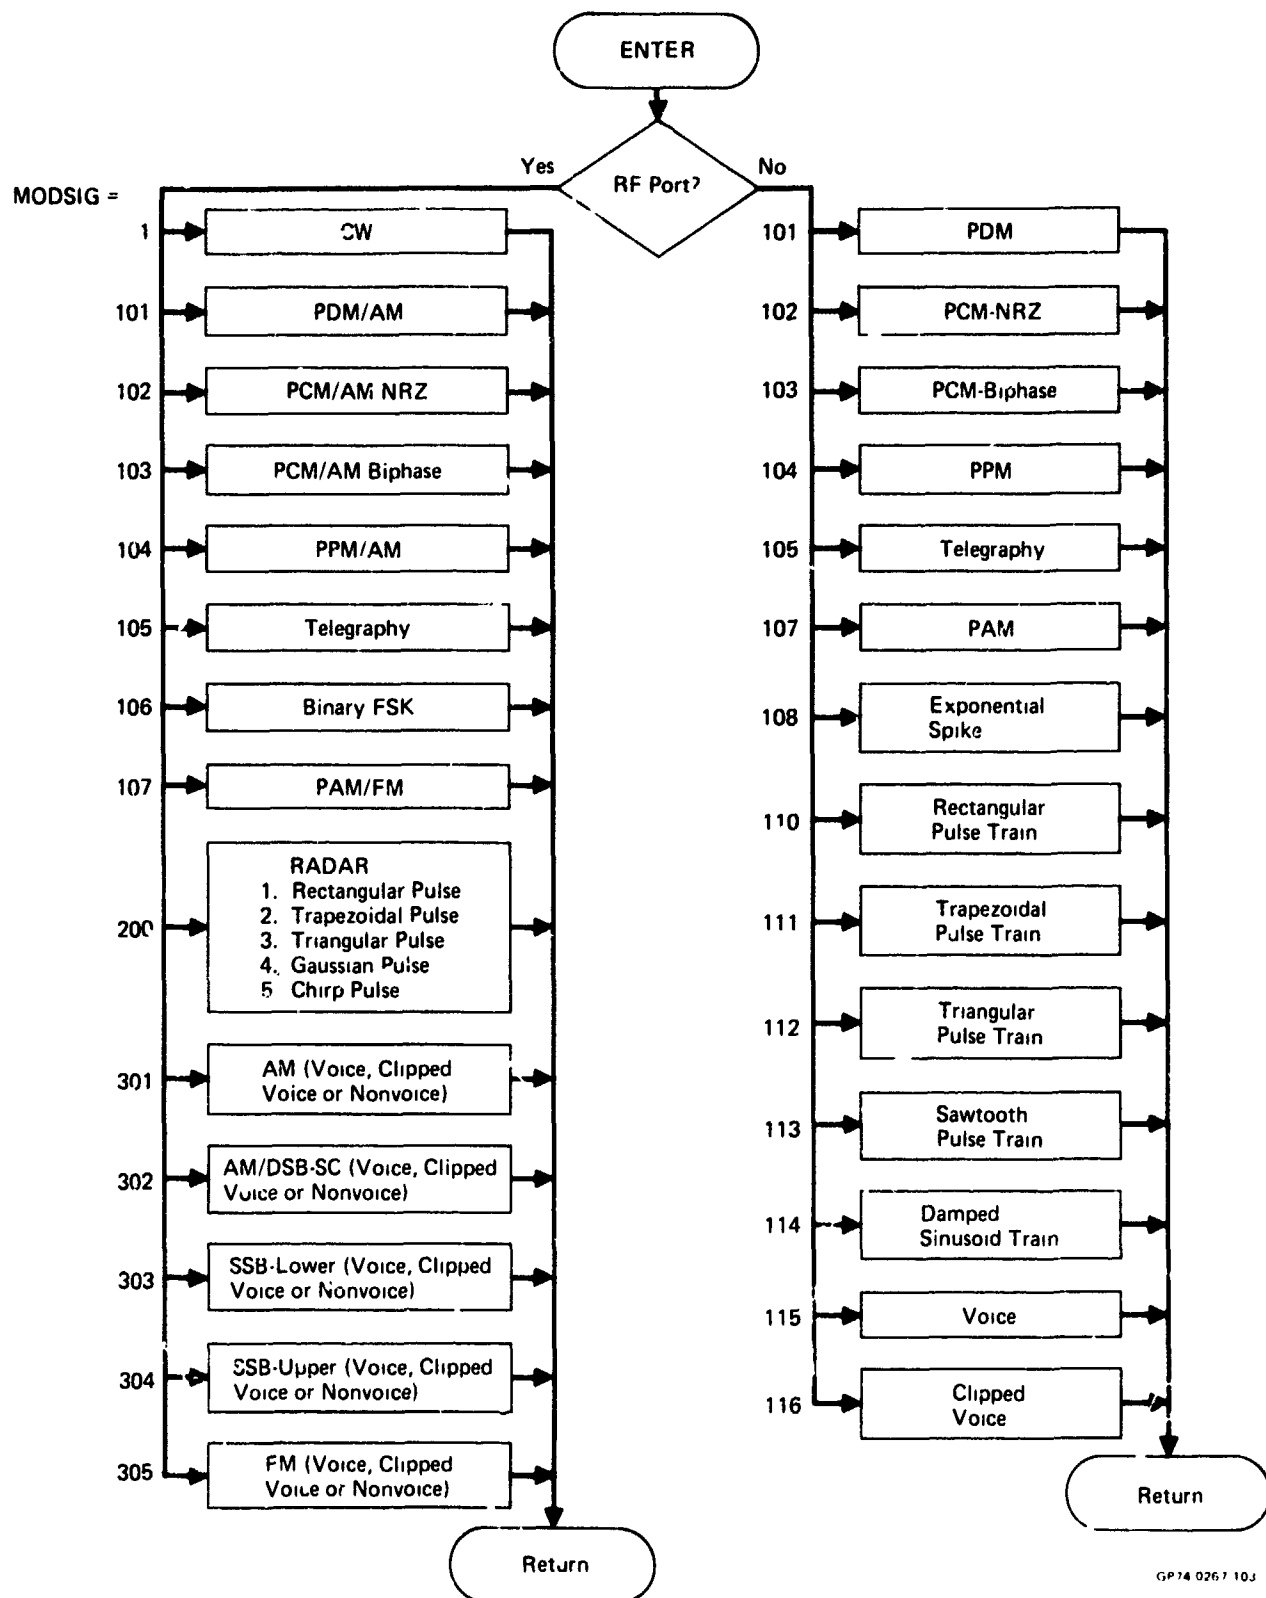 ENTER
RF Port?
Yes
No
MODSIG =
1
CW
101
PDM/AM
102
PCM/AM NRZ
103
PCM/AM Biphase
104
PPM/AM
105
Telegraphy
106
Binary FSK
107
PAM/FM
200
RADAR
1. Rectangular Pulse
2. Trapezoidal Pulse
3. Triangular Pulse
4. Gaussian Pulse
5 Chirp Pulse
301
AM (Voice, Clipped
Voice or Nonvoice)
302
AM/DSB-SC (Voice, Clipped
Voice or Nonvoice)
303
SSB-Lower (Voice, Clipped
Voice or Nonvoice)
304
SSB-Upper (Voice, Clipped
Voice or Nonvoice)
305
FM (Voice, Clipped
Voice or Nonvoice)
Return
101
PDM
102
PCM-NRZ
103
PCM-Biphase
104
PPM
105
Telegraphy
107
PAM
108
Exponential
Spike
110
Rectangular
Pulse Train
111
Trapezoidal
Pulse Train
112
Triangular
Pulse Train
113
Sawtooth
Pulse Train
114
Damped
Sinusoid Train
115
Voice
116
Clipped
Voice
Return
GP74 0267 103